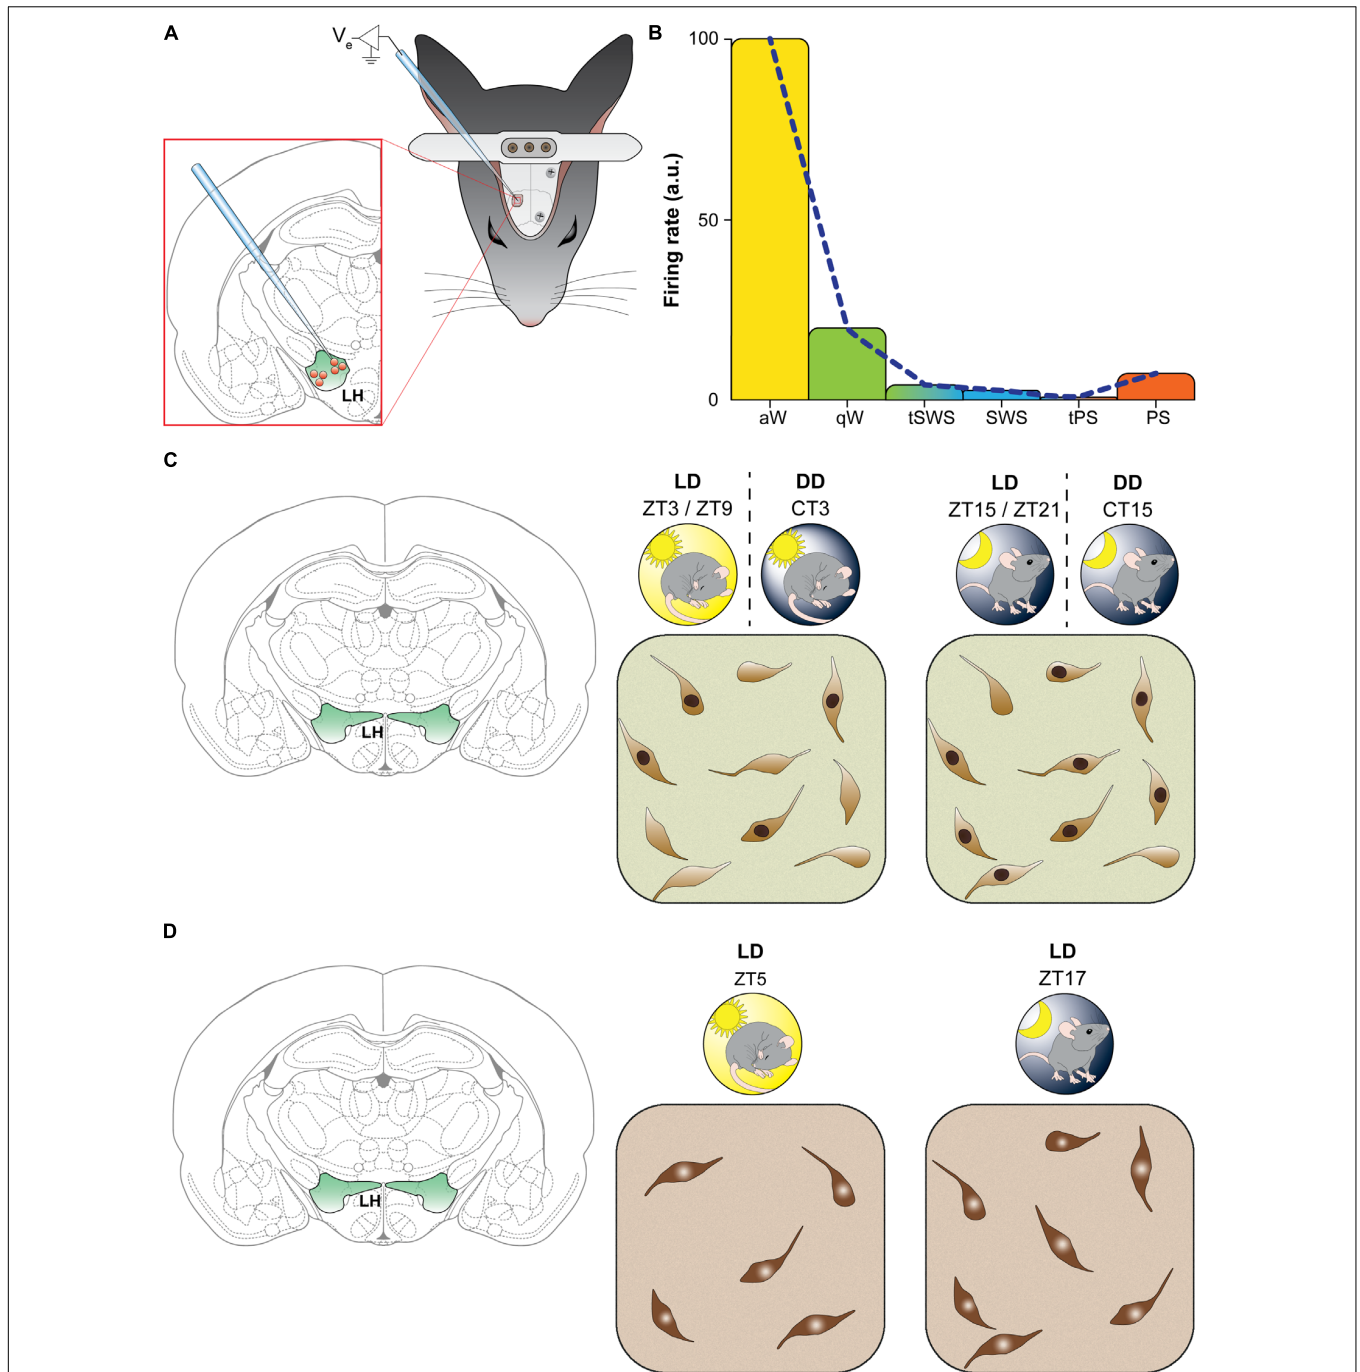 A
V
e
LH
B
Firing rate (a.u.)
100
50
0
aW qW tSWS SWS tPS PS
C
LH
LD DD
ZT3 / ZT9 CT3
LD DD
ZT15 / ZT21 CT15
D
LH
LD
ZT5
LD
ZT17